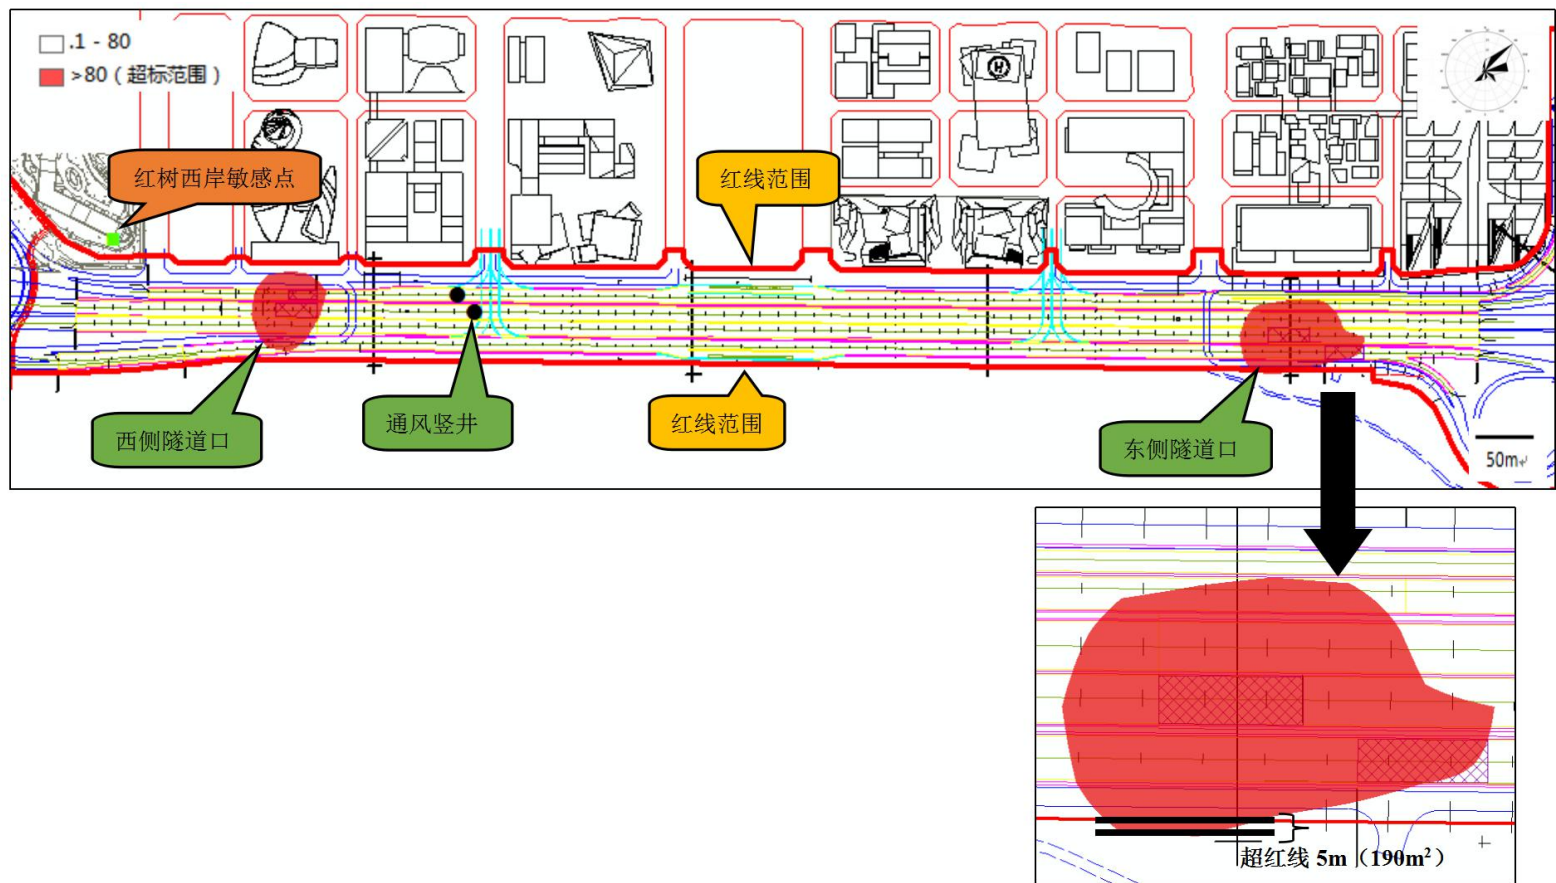 .1 - 80
>80（超标范围）
红树西岸敏感点
红线范围
H
西侧隧道口
通风竖井
红线范围
东侧隧道口
50m
超红线 5m（190m²）